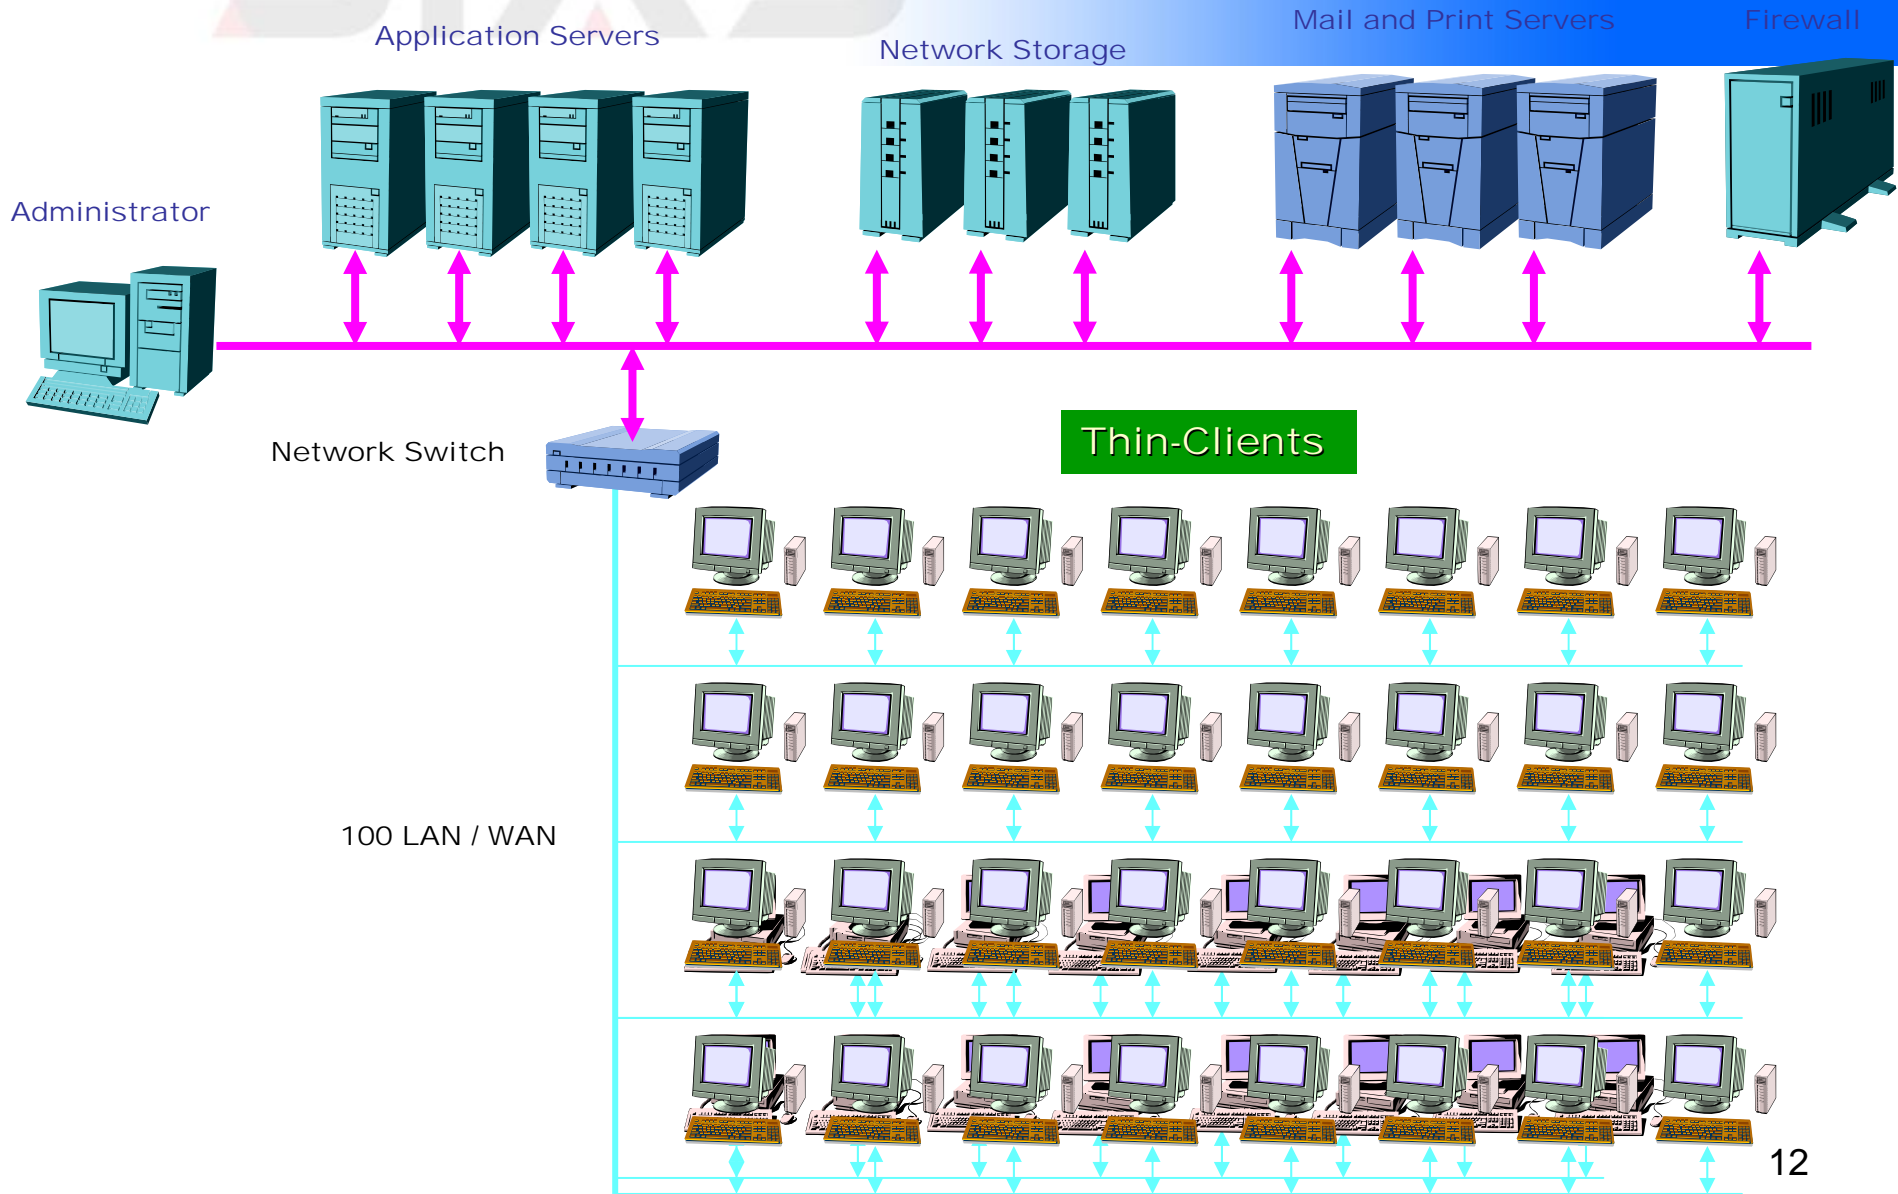 Application Servers
Network Storage
Mail and Print Servers
Firewall
Administrator
Network Switch
Thin-Clients
100 LAN / WAN
12